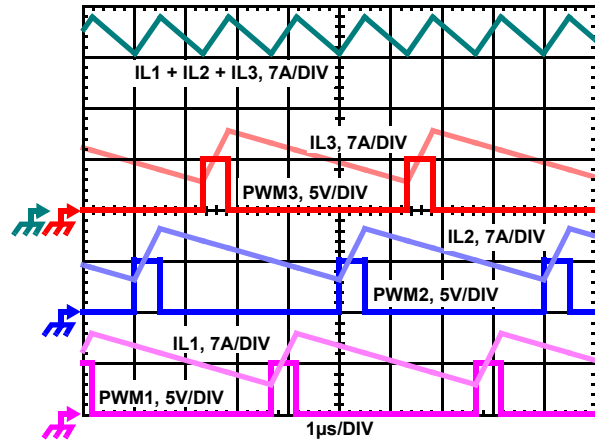 IL1 + IL2 + IL3, 7A/DIV
IL3, 7A/DIV
PWM3, 5V/DIV
IL2, 7A/DIV
PWM2, 5V/DIV
IL1, 7A/DIV
PWM1, 5V/DIV
1µs/DIV